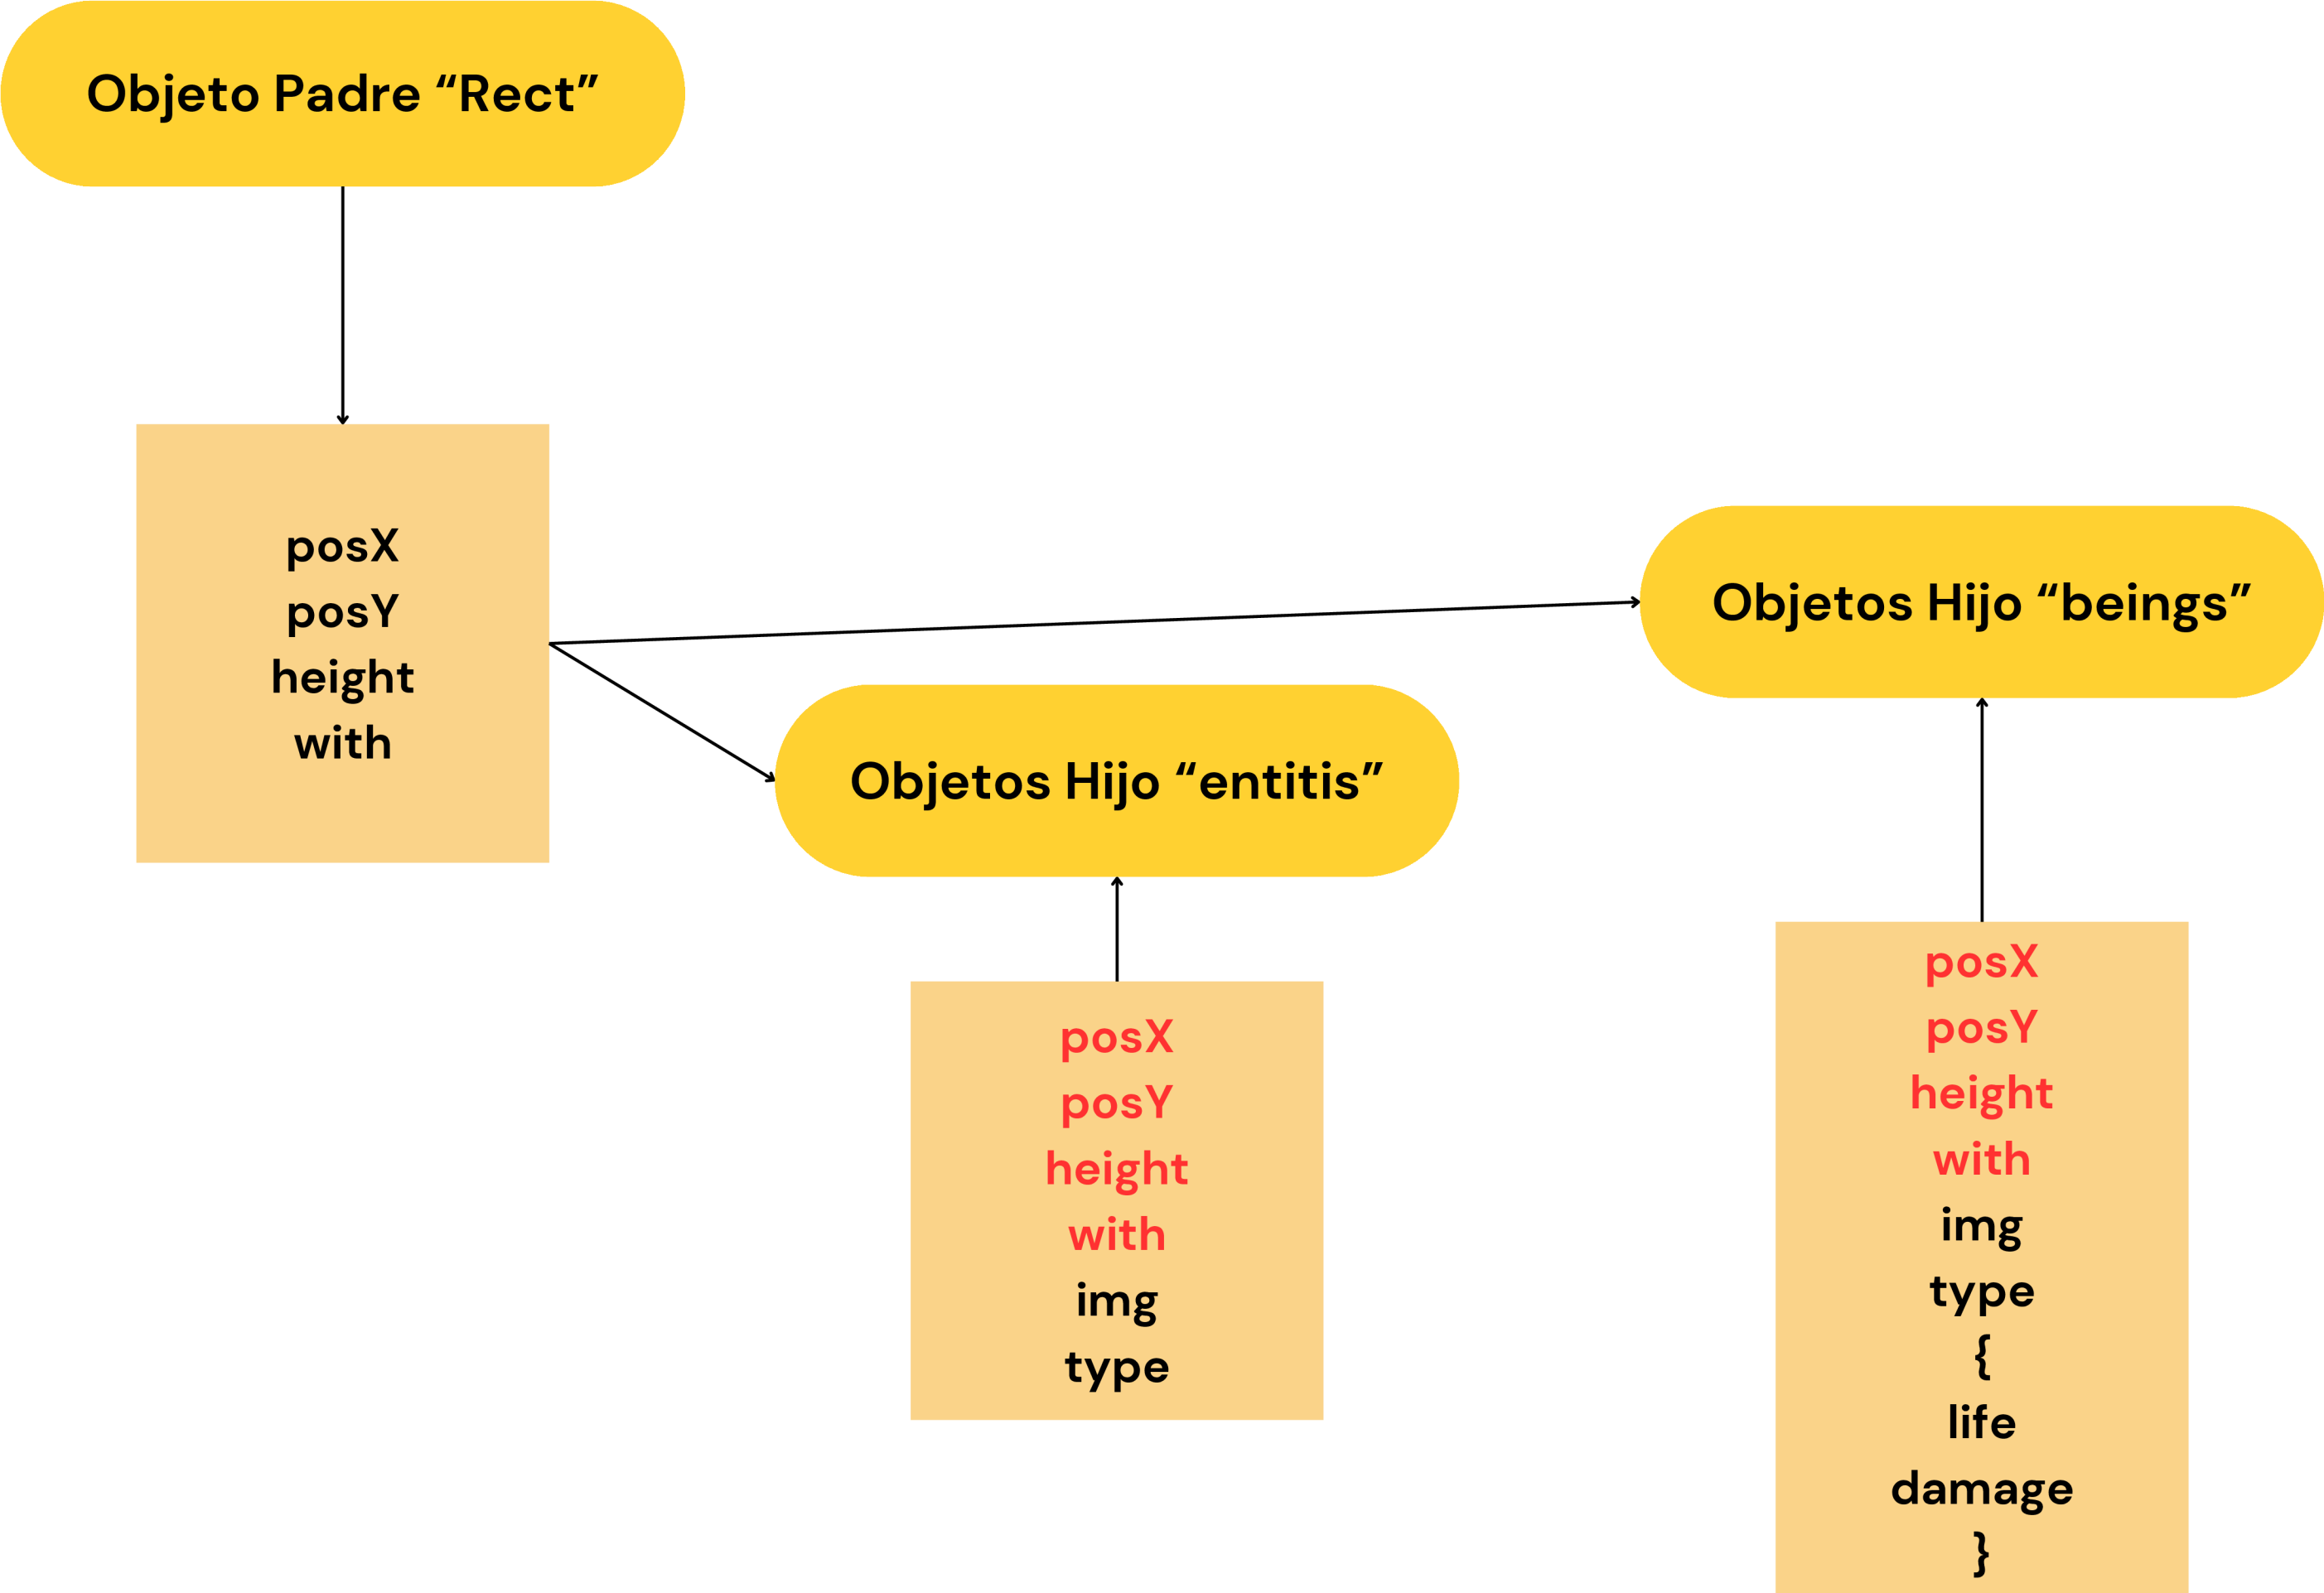 Objeto Padre “Rect”
posX
posY
height
with
Objetos Hijo “entitis”
posX
posY
height
with
img
type
Objetos Hijo “beings”
posX
posY
height
with
img
type
{
life
damage
}